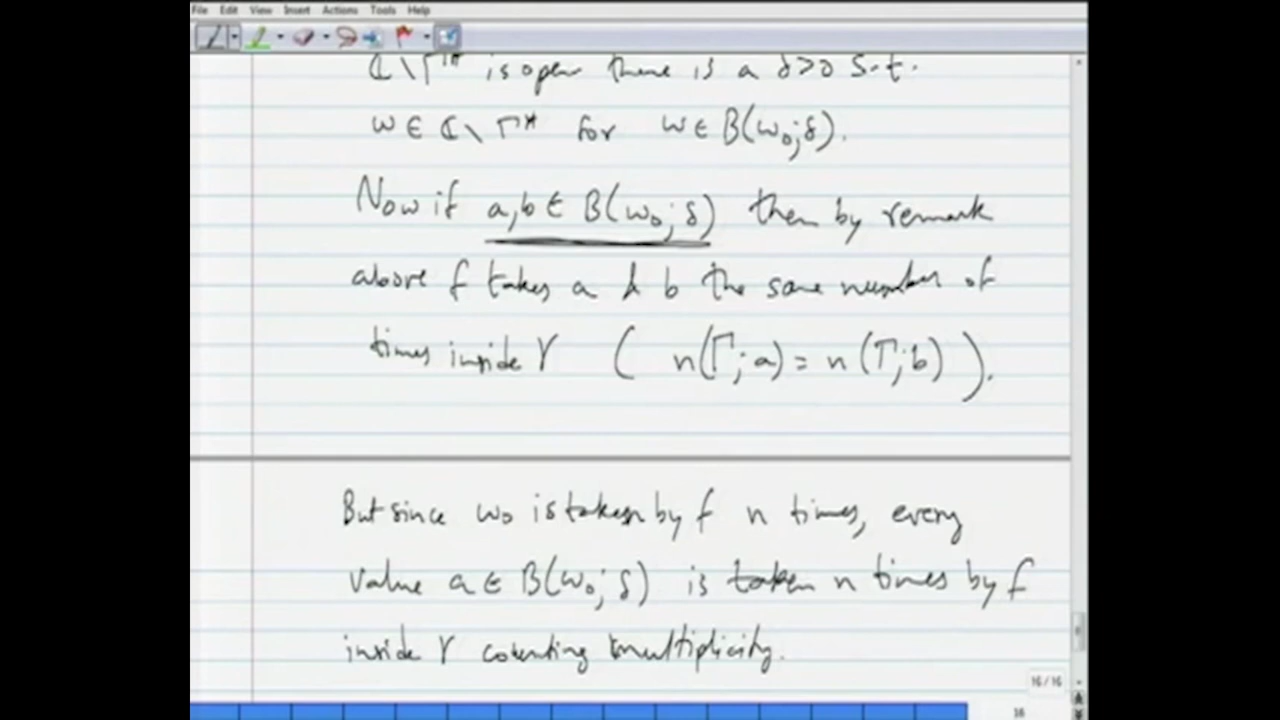 File Edit View Insert Actions Tools Help
ℂ\Γ* is open there is a δ>0 s.t.
w ∈ ℂ\Γ* for w ∈ B(w₀;δ).
Now if a,b ∈ B(w₀;δ) then by remark
above f takes a & b the same number of
times inside γ ( n(Γ;a) = n(Γ;b) ).
But since w₀ is taken by f n times, every
value a ∈ B(w₀;δ) is taken n times by f
inside γ counting multiplicity.
16/16
16